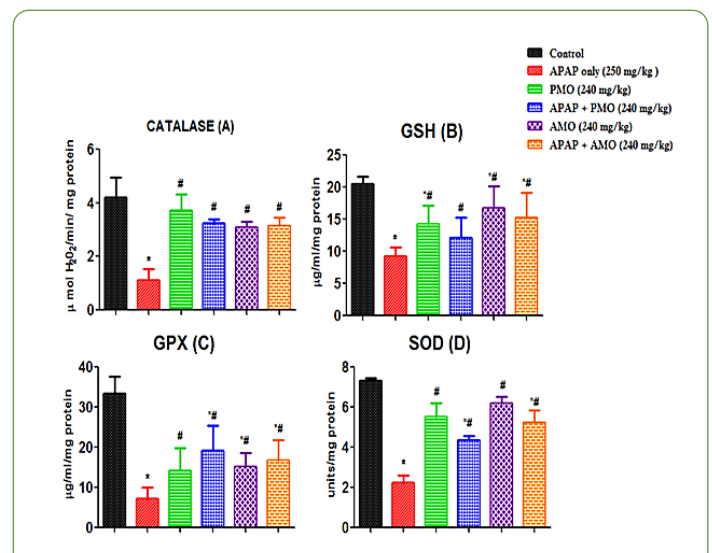 Control
APAP only (250 mg/kg )
PMO (240 mg/kg)
APAP + PMO (240 mg/kg)
AMO (240 mg/kg)
APAP + AMO (240 mg/kg)
CATALASE (A)
μ mol H₂O₂/min/ mg protein
6
4
2
0
*
#
#
#
#
GSH (B)
μg/ml/mg protein
25
20
15
10
5
0
*
*#
#
*#
*#
GPX (C)
μg/ml/mg protein
40
30
20
10
0
*
#
*#
*#
*#
SOD (D)
units/mg protein
8
6
4
2
0
*
#
*#
#
*#